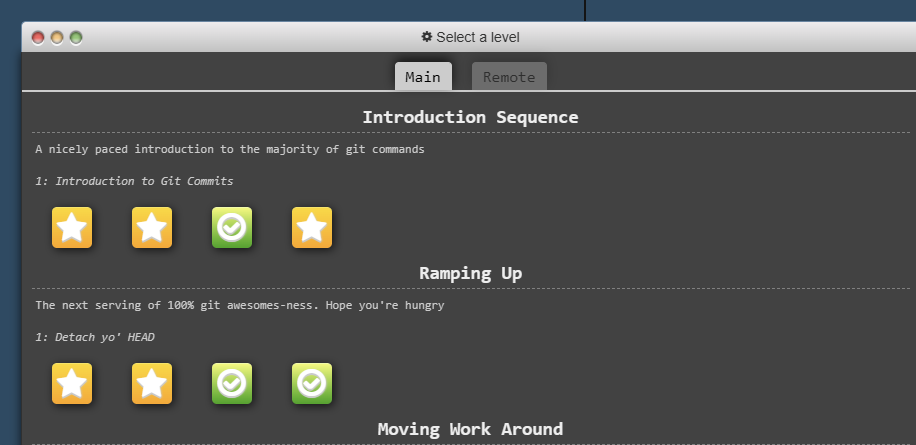 Select a level
Main
Remote
Introduction Sequence
A nicely paced introduction to the majority of git commands
1: Introduction to Git Commits
Ramping Up
The next serving of 100% git awesomes-ness. Hope you're hungry
1: Detach yo' HEAD
Moving Work Around